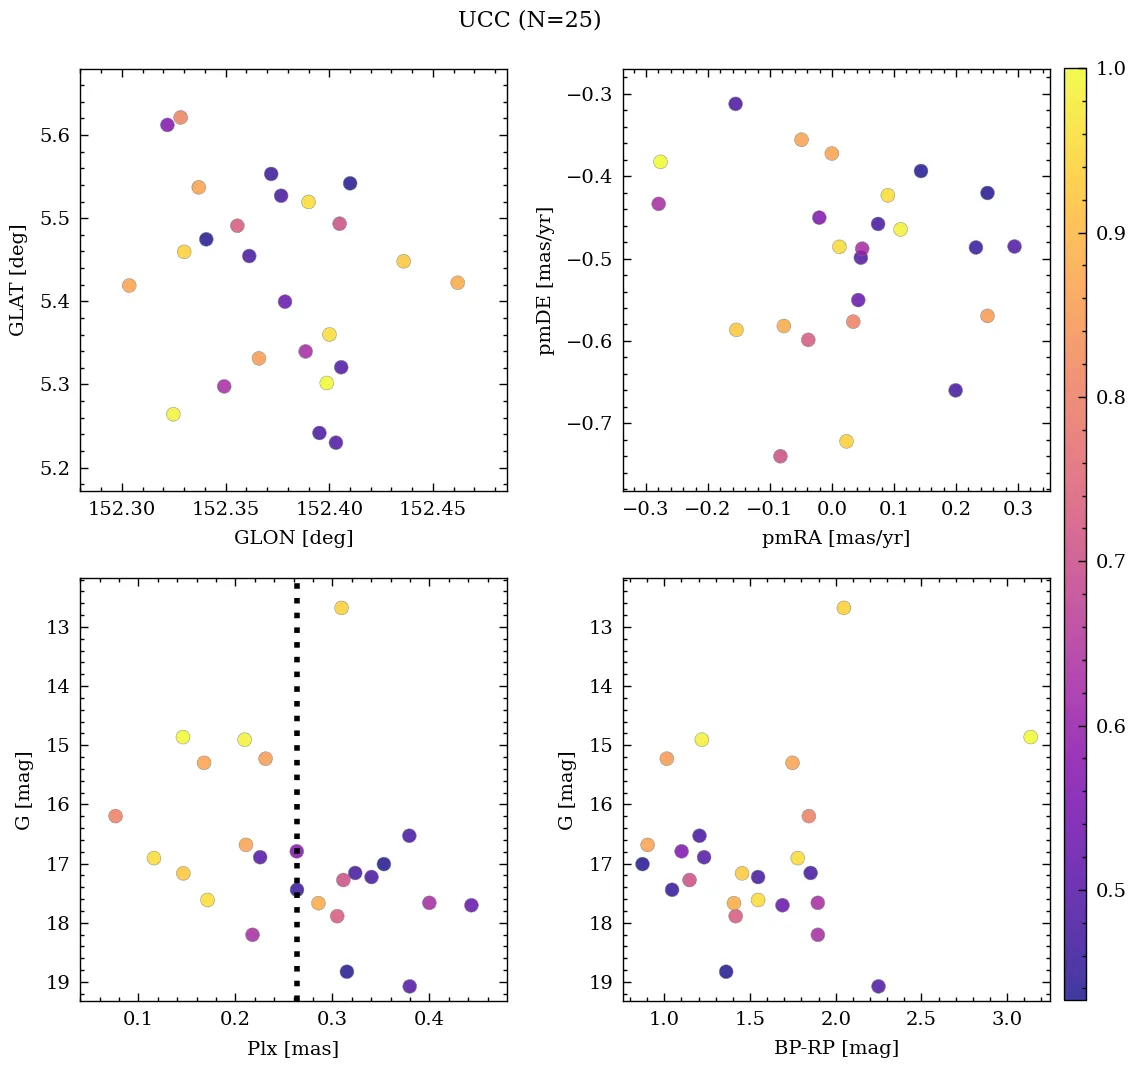 UCC (N=25)
5.6
5.5
5.4
5.3
5.2
GLAT [deg]
152.30 152.35 152.40 152.45
GLON [deg]
−0.3
−0.4
−0.5
−0.6
−0.7
pmDE [mas/yr]
−0.3 −0.2 −0.1 0.0 0.1 0.2 0.3
pmRA [mas/yr]
1.0
0.9
0.8
0.7
0.6
0.5
13
14
15
16
17
18
19
G [mag]
0.1 0.2 0.3 0.4
Plx [mas]
13
14
15
16
17
18
19
G [mag]
1.0 1.5 2.0 2.5 3.0
BP-RP [mag]